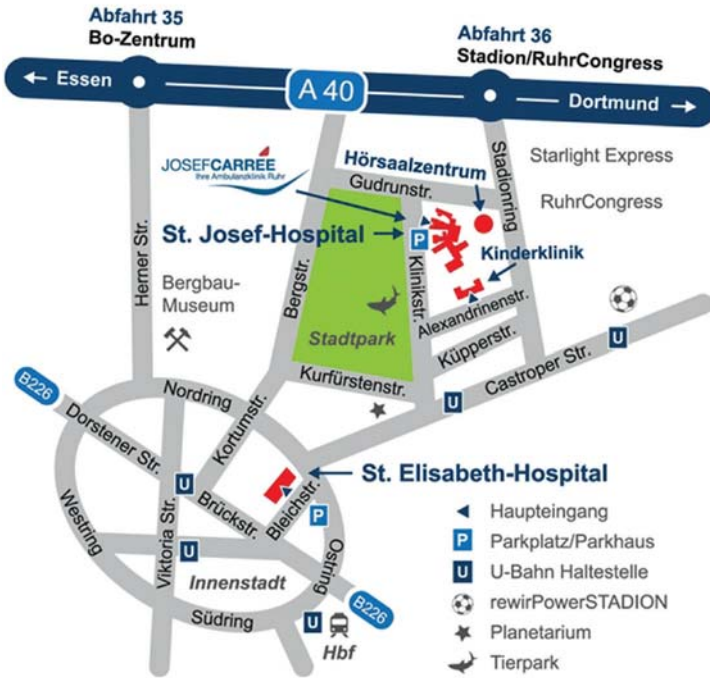 Abfahrt 35
Bo-Zentrum
Abfahrt 36
Stadion/RuhrCongress
Essen
A 40
Dortmund
JOSEFCARRÉE
Ihre Ambulanzklinik Ruhr
Hörsaalzentrum
Gudrunstr.
Stadionring
Starlight Express
RuhrCongress
St. Josef-Hospital
P
Kinderklinik
Herner Str.
Bergstr.
Klinikstr.
Bergbau-
Museum
Stadtpark
Alexandrinenstr.
Küpperstr.
Castroper Str.
U
Kurfürstenstr.
U
B226
Nordring
Kortumstr.
Dorstener Str.
St. Elisabeth-Hospital
U
Brückstr.
Bleichstr.
P
Westring
Viktoria Str.
U
Innenstadt
Ostring
B226
Südring
U
Hbf
Haupteingang
P Parkplatz/Parkhaus
U U-Bahn Haltestelle
rewirPowerSTADION
Planetarium
Tierpark